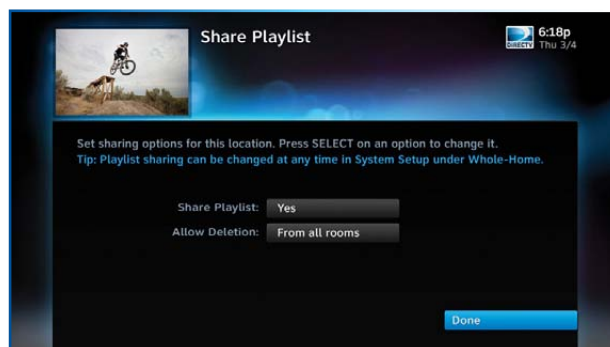 Share Playlist
DIRECTV
6:18p
Thu 3/4
Set sharing options for this location. Press SELECT on an option to change it.
Tip: Playlist sharing can be changed at any time in System Setup under Whole-Home.
Share Playlist: Yes
Allow Deletion: From all rooms
Done